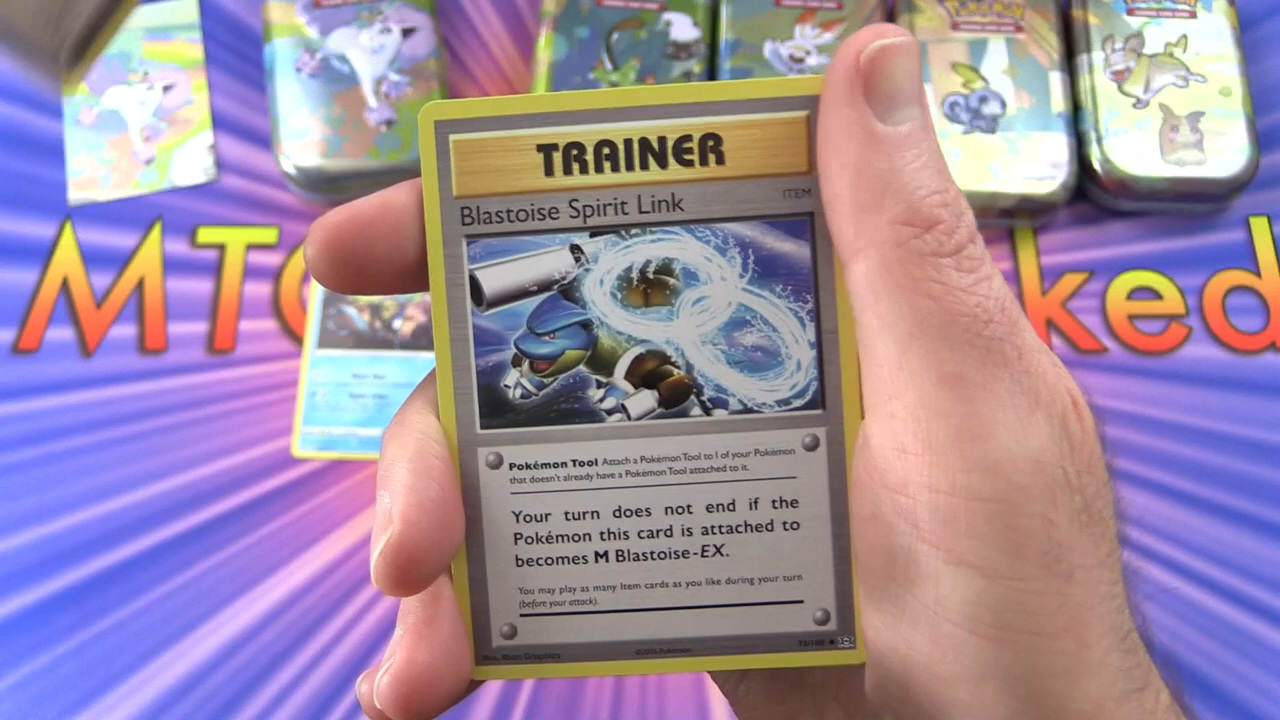 TRAINER
ITEM
Blastoise Spirit Link
MT
ked
Pokémon Tool Attach a Pokémon Tool to 1 of your Pokémon
that doesn't already have a Pokémon Tool attached to it.
Your turn does not end if the
Pokémon this card is attached to
becomes M Blastoise-EX.
You may play as many Item cards as you like during your turn
(before your attack).
©2016 Pokémon